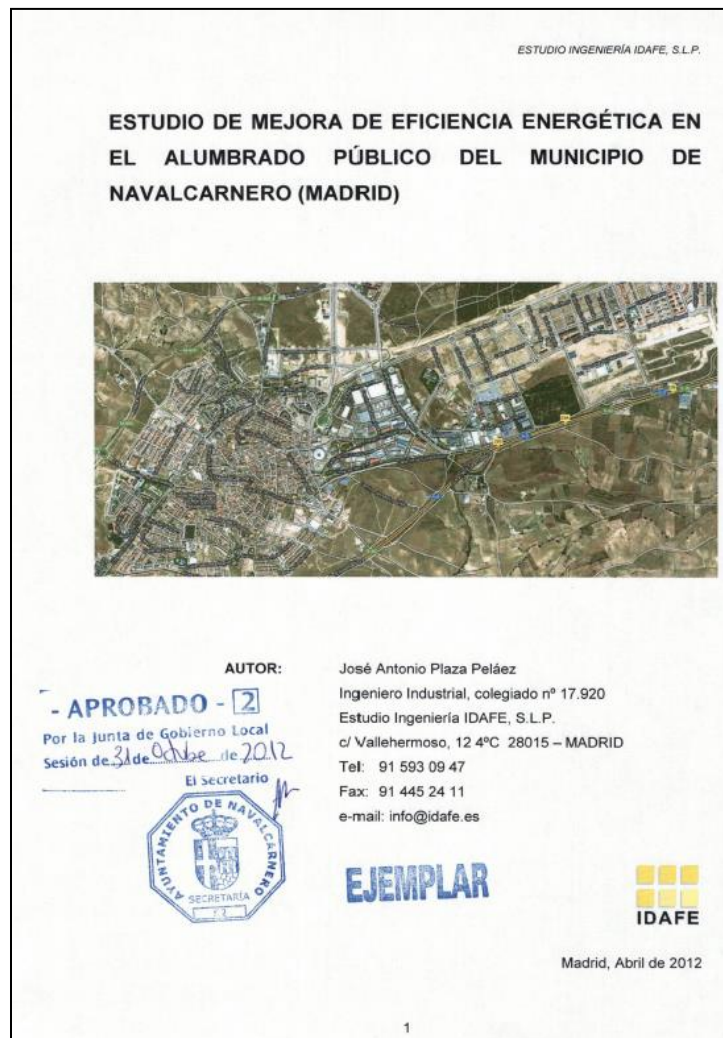 ESTUDIO INGENIERÍA IDAFE, S.L.P.
ESTUDIO DE MEJORA DE EFICIENCIA ENERGÉTICA EN
EL ALUMBRADO PÚBLICO DEL MUNICIPIO DE
NAVALCARNERO (MADRID)
AUTOR:
José Antonio Plaza Peláez
Ingeniero Industrial, colegiado nº 17.920
Estudio Ingeniería IDAFE, S.L.P.
c/ Vallehermoso, 12 4ºC 28015 – MADRID
Tel: 91 593 09 47
Fax: 91 445 24 11
e-mail: info@idafe.es
- APROBADO - 2
Por la Junta de Gobierno Local
Sesión de 31 de Octubre de 2012
El Secretario
AYUNTAMIENTO DE NAVALCARNERO
SECRETARÍA
EJEMPLAR
IDAFE
Madrid, Abril de 2012
1